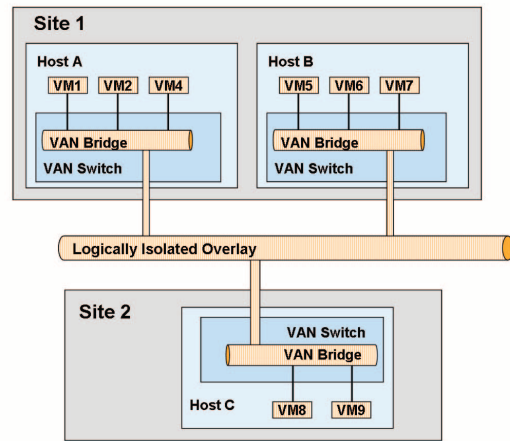 Site 1
Host A
VM1 VM2 VM4
VAN Bridge
VAN Switch
Host B
VM5 VM6 VM7
VAN Bridge
VAN Switch
Logically Isolated Overlay
Site 2
VAN Switch
VAN Bridge
Host C
VM8 VM9